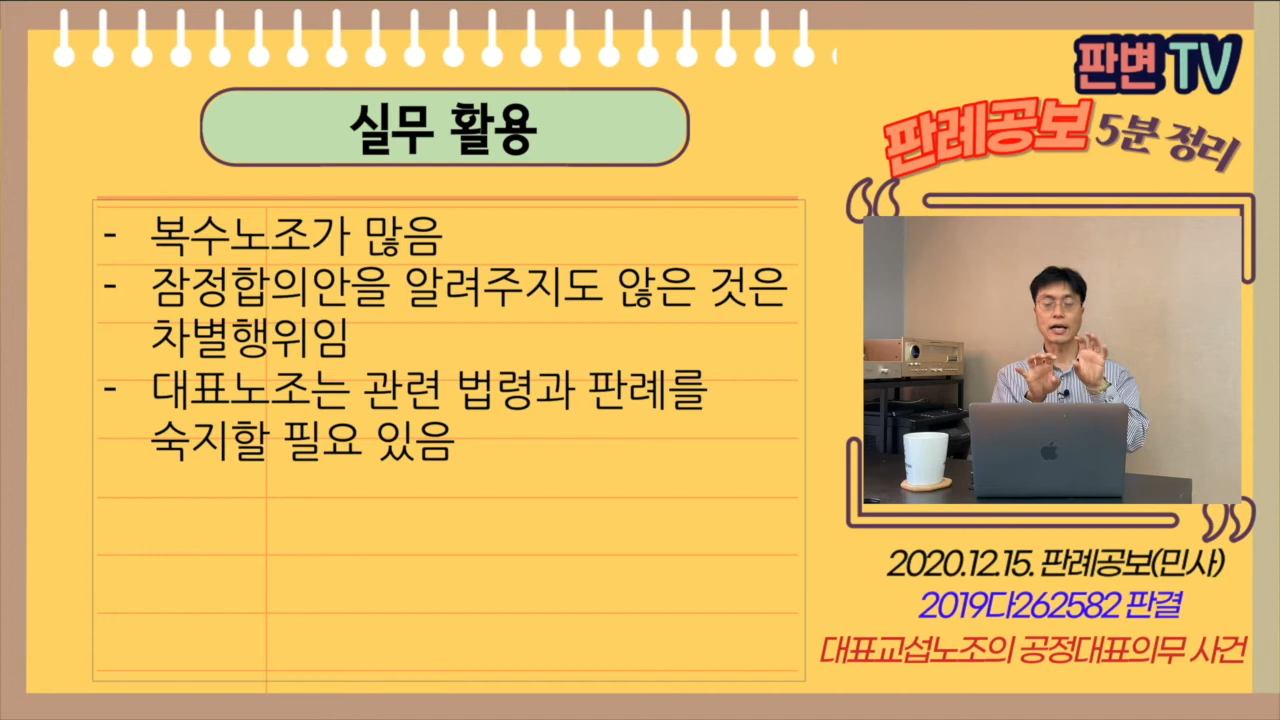 실무 활용
- 복수노조가 많음
- 잠정합의안을 알려주지도 않은 것은
차별행위임
- 대표노조는 관련 법령과 판례를
숙지할 필요 있음
판변 TV
판례공보 5분 정리
2020.12.15. 판례공보(민사)
2019다262582 판결
대표교섭노조의 공정대표의무 사건